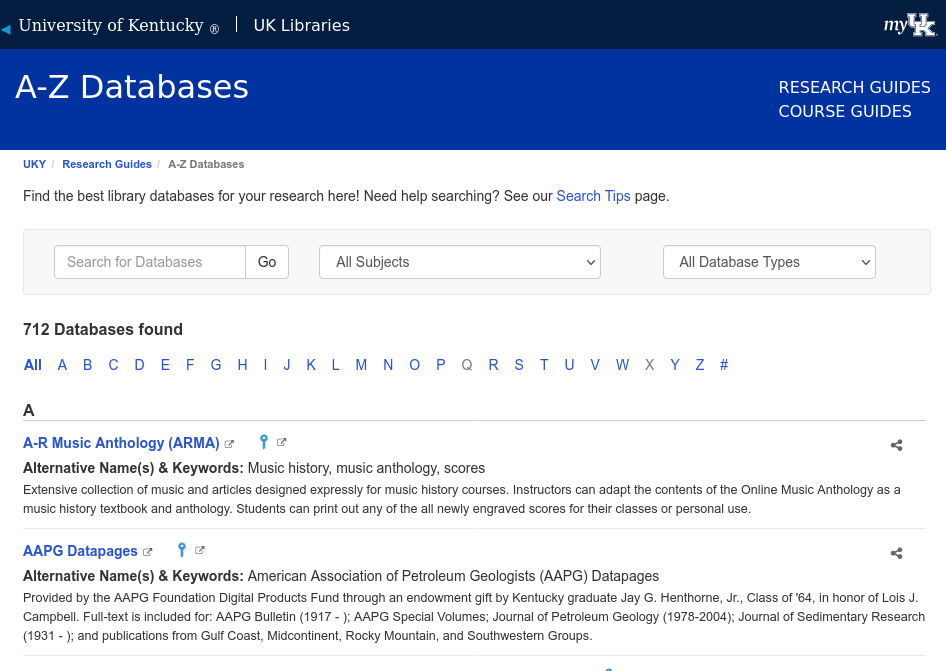 University of Kentucky ® UK Libraries
myUK
A-Z Databases
RESEARCH GUIDES
COURSE GUIDES
UKY / Research Guides / A-Z Databases
Find the best library databases for your research here! Need help searching? See our Search Tips page.
Search for Databases Go All Subjects All Database Types
712 Databases found
All A B C D E F G H I J K L M N O P Q R S T U V W X Y Z #
A
A-R Music Anthology (ARMA)
Alternative Name(s) & Keywords: Music history, music anthology, scores
Extensive collection of music and articles designed expressly for music history courses. Instructors can adapt the contents of the Online Music Anthology as a
music history textbook and anthology. Students can print out any of the all newly engraved scores for their classes or personal use.
AAPG Datapages
Alternative Name(s) & Keywords: American Association of Petroleum Geologists (AAPG) Datapages
Provided by the AAPG Foundation Digital Products Fund through an endowment gift by Kentucky graduate Jay G. Henthorne, Jr., Class of '64, in honor of Lois J.
Campbell. Full-text is included for: AAPG Bulletin (1917 - ); AAPG Special Volumes; Journal of Petroleum Geology (1978-2004); Journal of Sedimentary Research
(1931 - ); and publications from Gulf Coast, Midcontinent, Rocky Mountain, and Southwestern Groups.